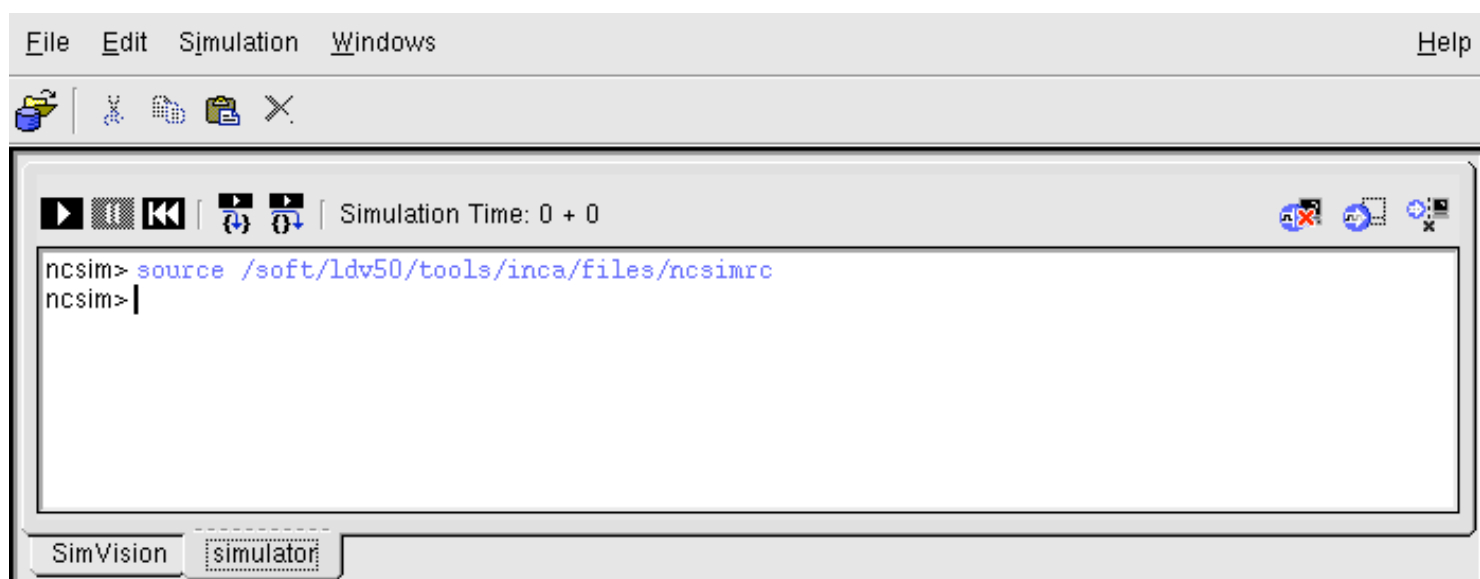 File Edit Simulation Windows Help
Simulation Time: 0 + 0
ncsim> source /soft/ldv50/tools/inca/files/ncsimrc
ncsim>
SimVision simulator